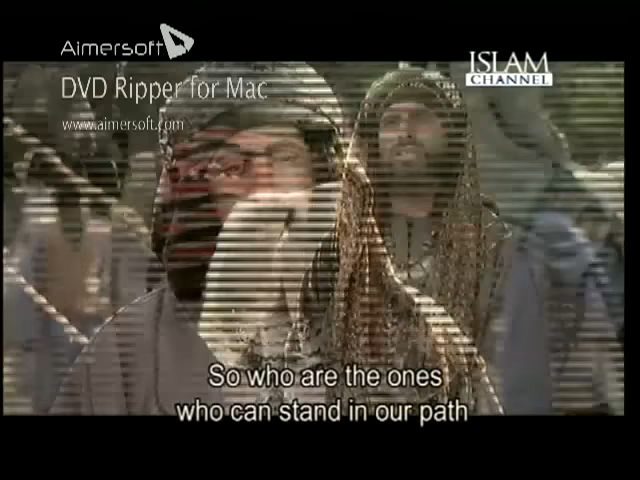 Aimersoft
DVD Ripper for Mac
www.aimersoft.com
ISLAM
CHANNEL
So who are the ones
who can stand in our path